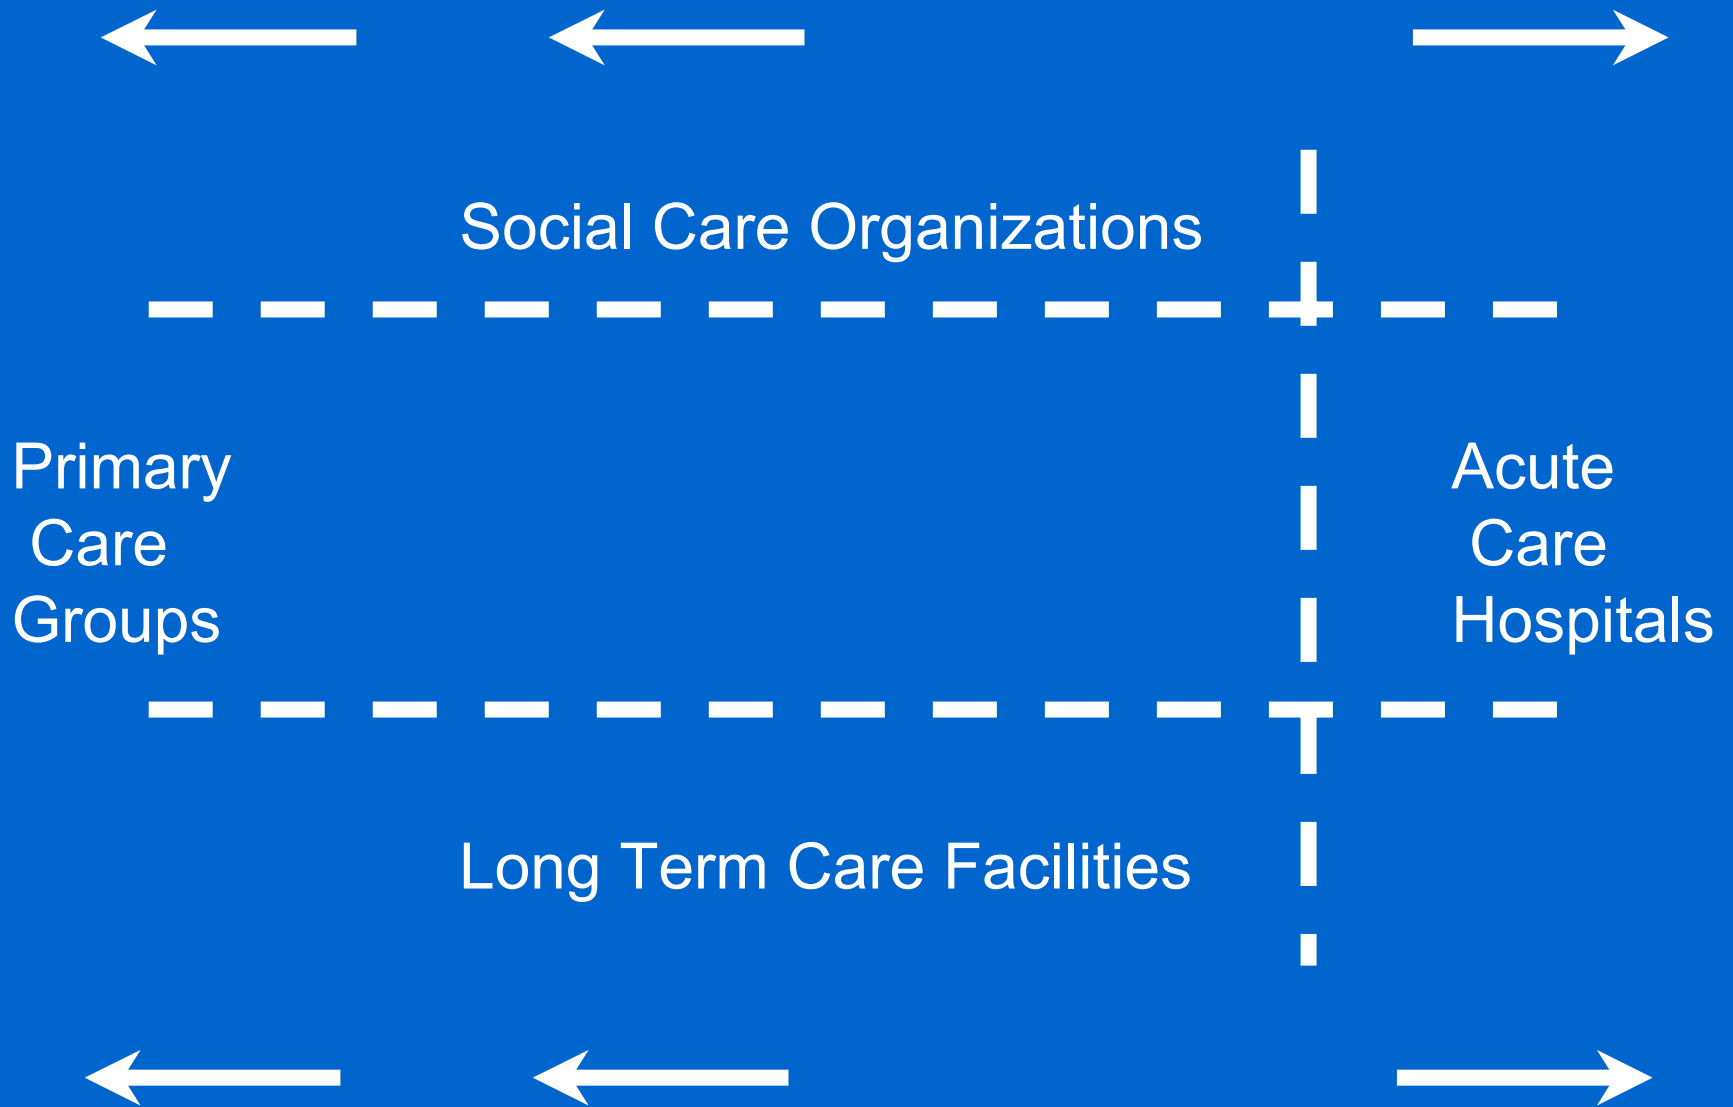 Social Care Organizations
Primary
Care
Groups
Acute
Care
Hospitals
Long Term Care Facilities